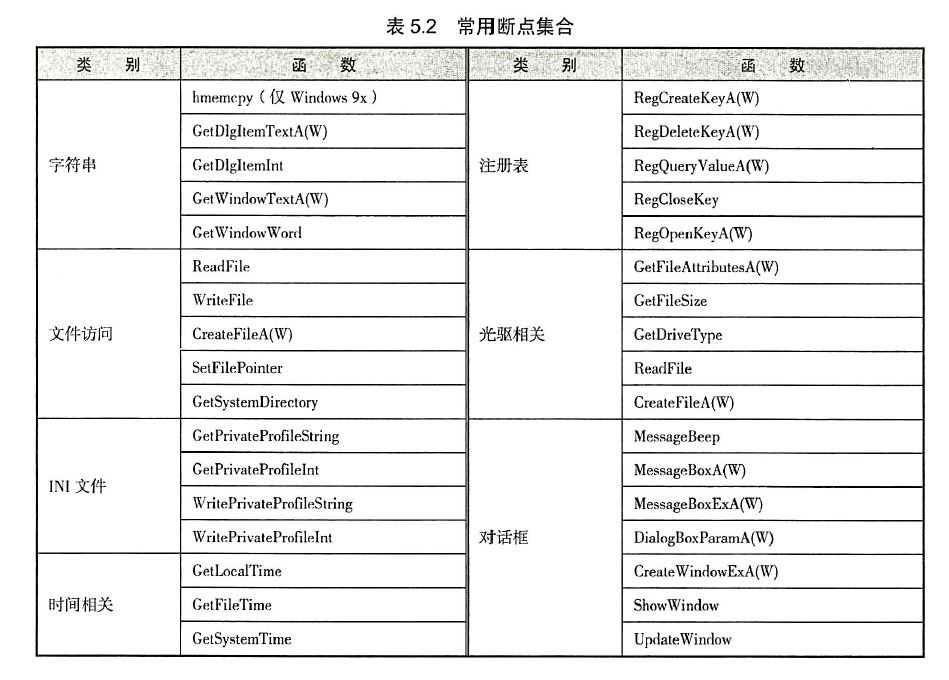 表 5.2 常用断点集合
类 别 函 数 类 别 函 数
字符串
hmemcpy（仅 Windows 9x）
GetDlgItemTextA(W)
GetDlgItemInt
GetWindowTextA(W)
GetWindowWord
注册表
RegCreateKeyA(W)
RegDeleteKeyA(W)
RegQueryValueA(W)
RegCloseKey
RegOpenKeyA(W)
文件访问
ReadFile
WriteFile
CreateFileA(W)
SetFilePointer
GetSystemDirectory
光驱相关
GetFileAttributesA(W)
GetFileSize
GetDriveType
ReadFile
CreateFileA(W)
INI 文件
GetPrivateProfileString
GetPrivateProfileInt
WritePrivateProfileString
WritePrivateProfileInt
时间相关
GetLocalTime
GetFileTime
GetSystemTime
对话框
MessageBeep
MessageBoxA(W)
MessageBoxExA(W)
DialogBoxParamA(W)
CreateWindowExA(W)
ShowWindow
UpdateWindow